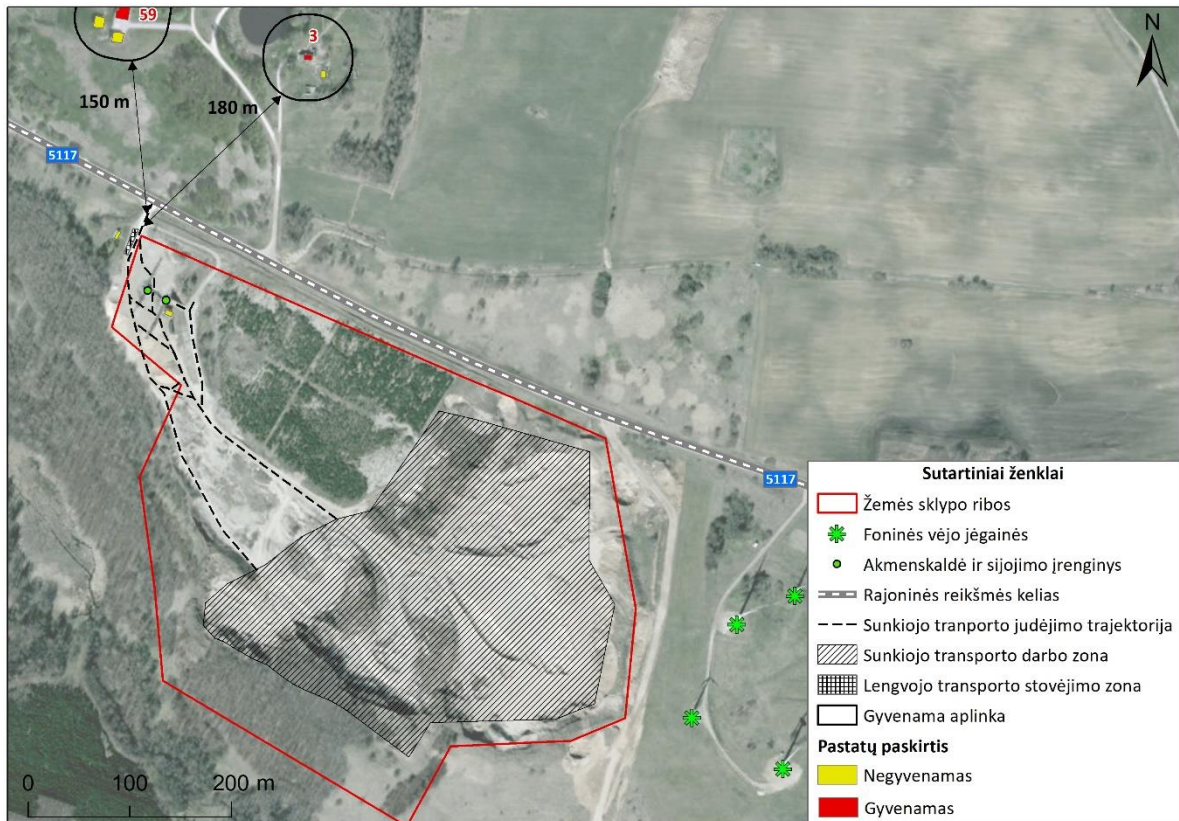 59
3
N
150 m
180 m
5117
5117
Sutartiniai ženklai
Žemės sklypo ribos
Foninės vėjo jėgainės
Akmenskaldė ir sijojimo įrenginys
Rajoninės reikšmės kelias
Sunkiojo tranporto judėjimo trajektorija
Sunkiojo transporto darbo zona
Lengvojo transporto stovėjimo zona
Gyvenama aplinka
Pastatų paskirtis
Negyvenamas
Gyvenamas
0 100 200 m